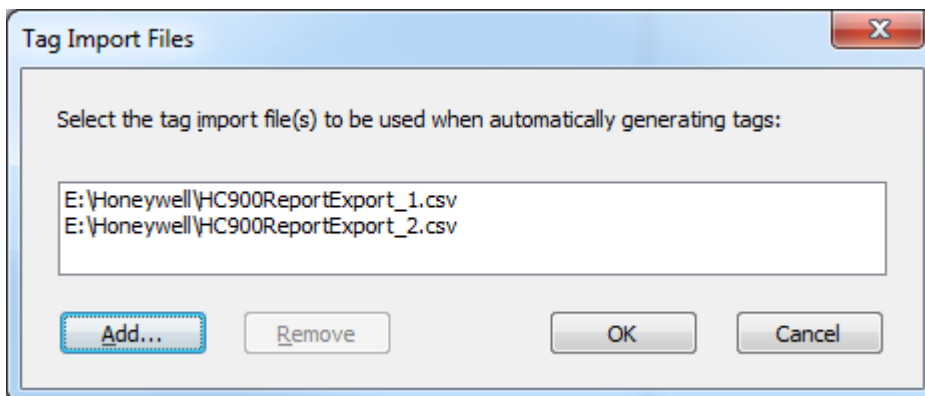 Tag Import Files
Select the tag import file(s) to be used when automatically generating tags:
E:\Honeywell\HC900ReportExport_1.csv
E:\Honeywell\HC900ReportExport_2.csv
Add... Remove OK Cancel